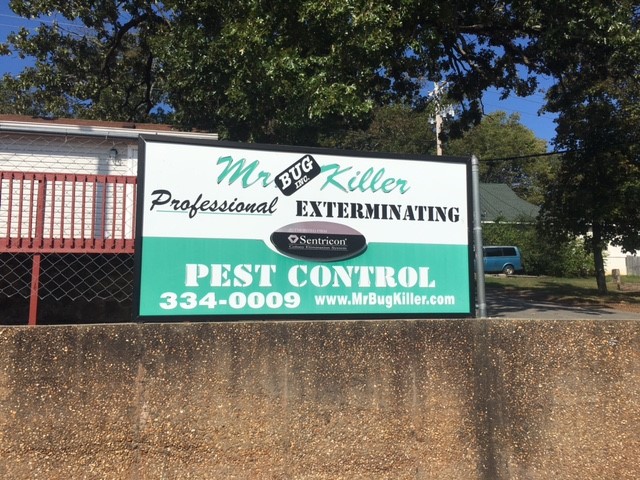 Mr BUG INC. Killer
Professional EXTERMINATING
Sentricon
PEST CONTROL
334-0009 www.MrBugKiller.com